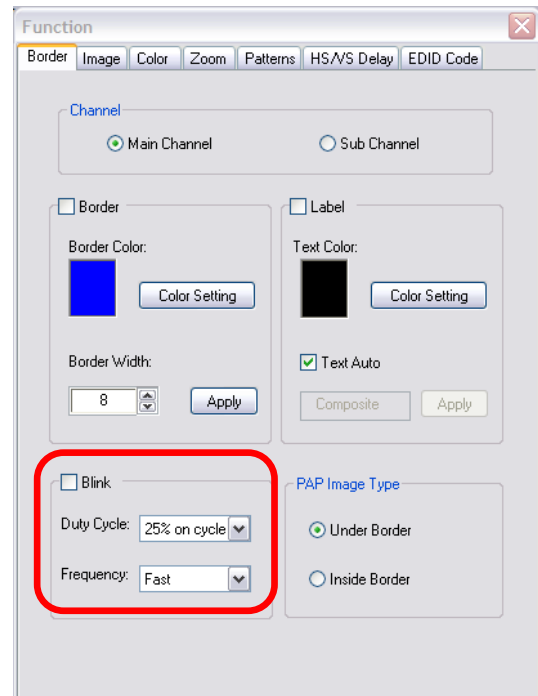 Function
Border Image Color Zoom Patterns HS/VS Delay EDID Code
Channel
Main Channel Sub Channel
Border Label
Border Color: Text Color:
Color Setting Color Setting
Border Width: Text Auto
8 Apply Composite Apply
Blink PAP Image Type
Duty Cycle: 25% on cycle Under Border
Frequency: Fast Inside Border